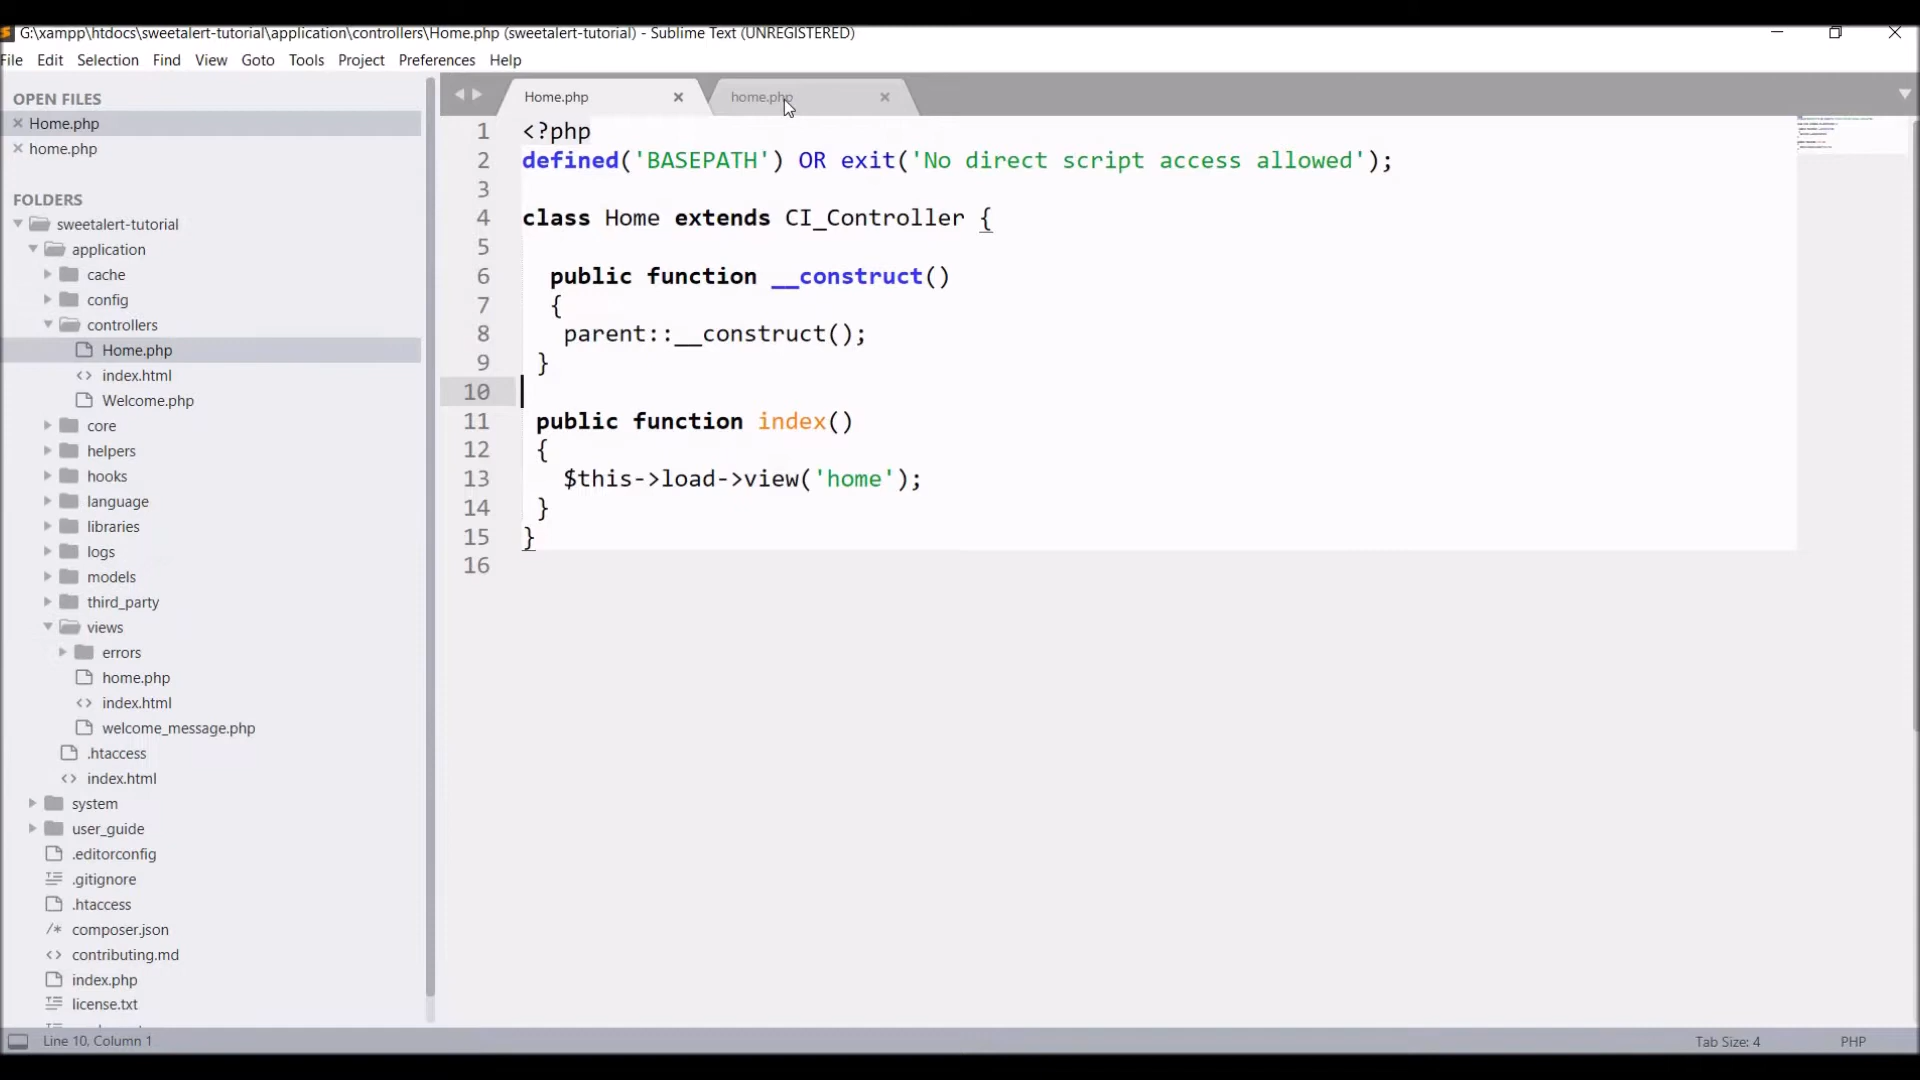 G:\xampp\htdocs\sweetalert-tutorial\application\controllers\Home.php (sweetalert-tutorial) - Sublime Text (UNREGISTERED)
File Edit Selection Find View Goto Tools Project Preferences Help
OPEN FILES
Home.php
home.php
FOLDERS
sweetalert-tutorial
application
cache
config
controllers
Home.php
index.html
Welcome.php
core
helpers
hooks
language
libraries
logs
models
third_party
views
errors
home.php
index.html
welcome_message.php
.htaccess
index.html
system
user_guide
.editorconfig
.gitignore
.htaccess
composer.json
contributing.md
index.php
license.txt
Home.php home.php
1 <?php
2 defined('BASEPATH') OR exit('No direct script access allowed');
3
4 class Home extends CI_Controller {
5
6 public function __construct()
7 {
8 parent::__construct();
9 }
10
11 public function index()
12 {
13 $this->load->view('home');
14 }
15 }
16
Line 10, Column 1
Tab Size: 4
PHP